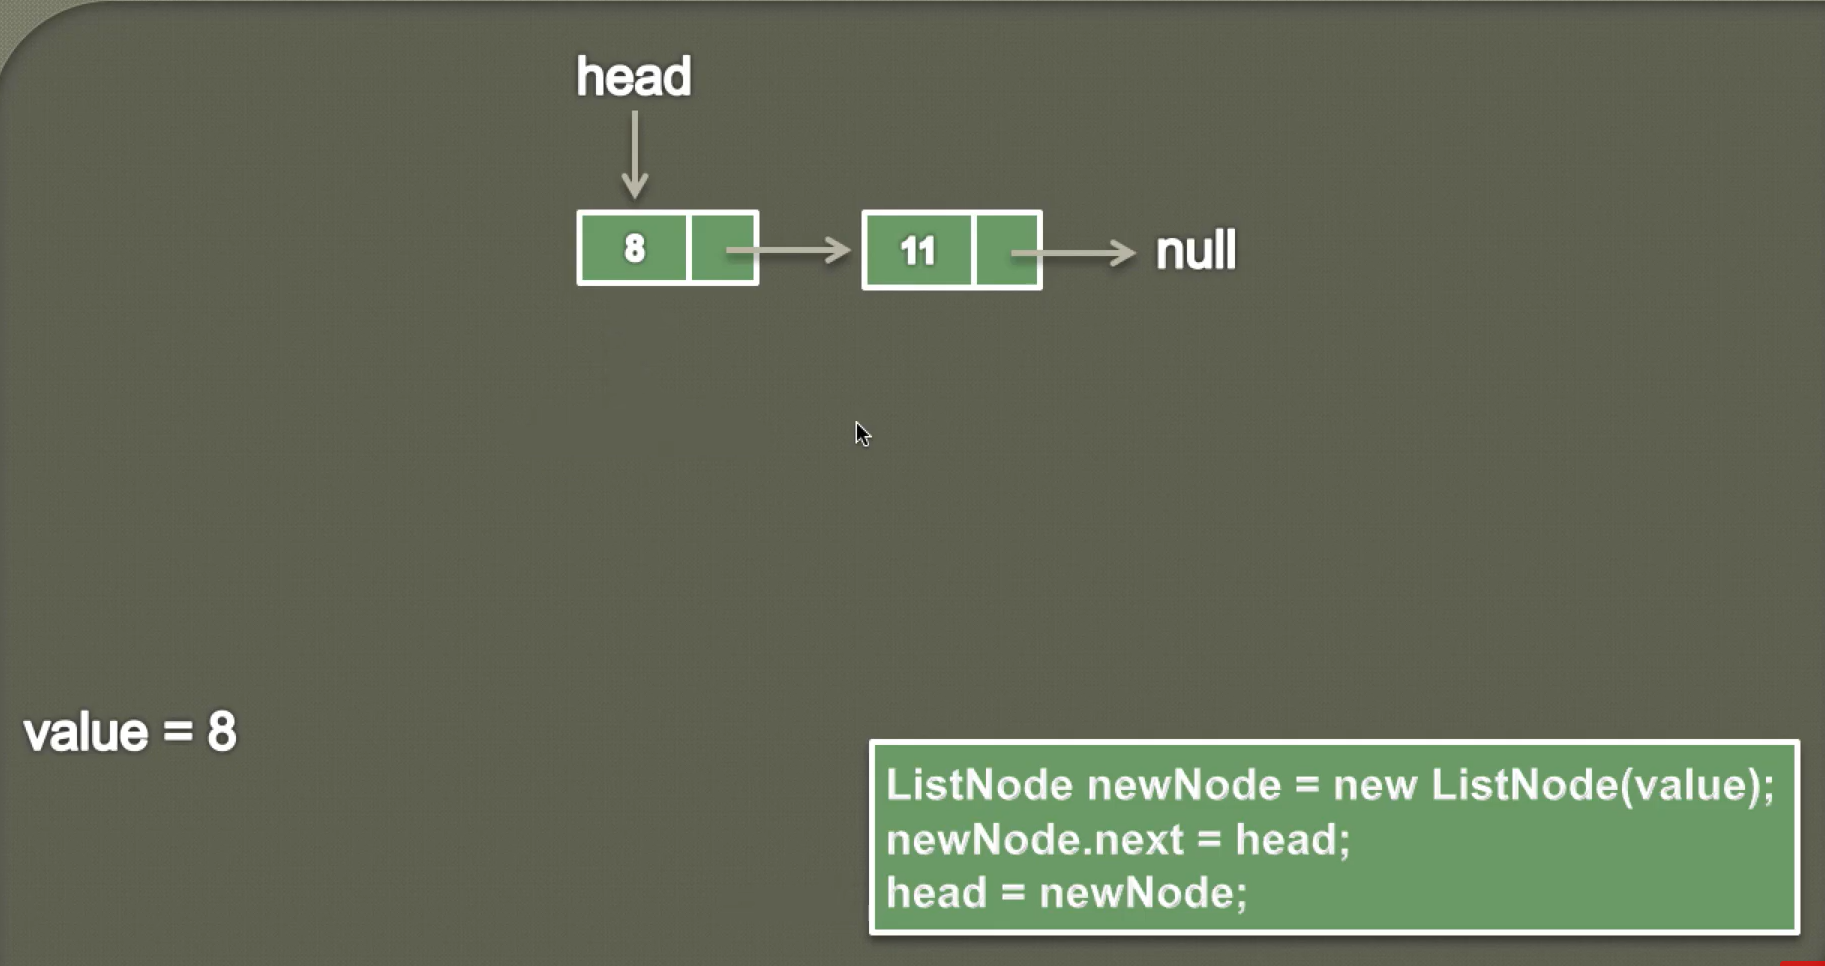 head
8 11 null
value = 8
ListNode newNode = new ListNode(value);
newNode.next = head;
head = newNode;